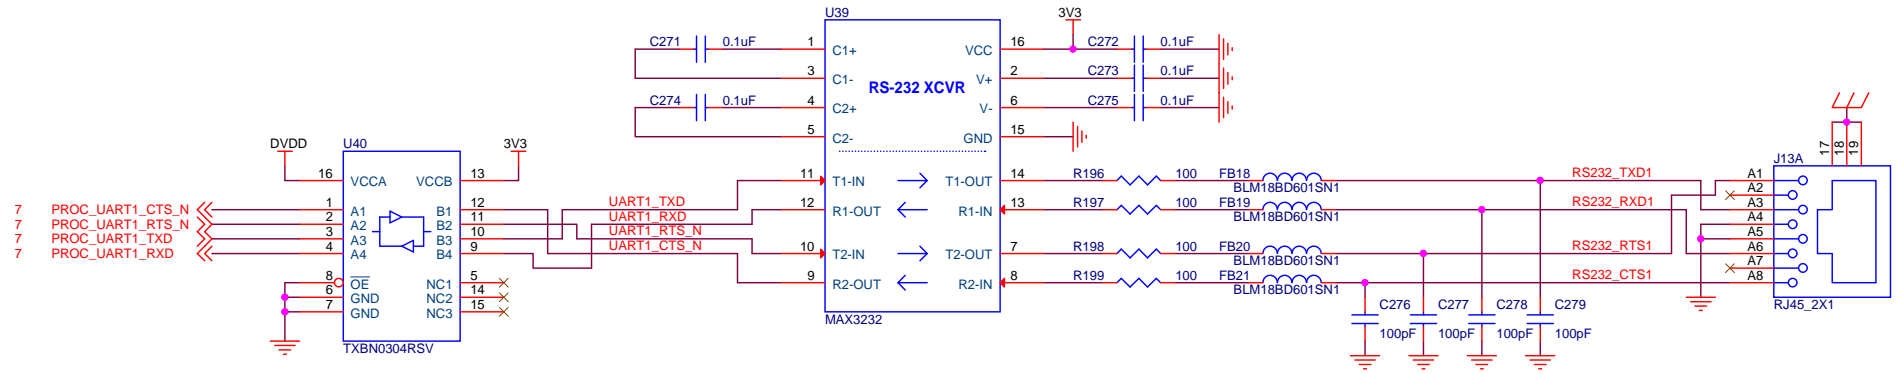 U39
3V3
C271 0.1uF 1 C1+ VCC 16 C272 0.1uF
3 C1- V+ 2 C273 0.1uF
RS-232 XCVR
C274 0.1uF 4 C2+ V- 6 C275 0.1uF
5 C2- GND 15
DVDD U40 3V3
17 18 19
J13A
16 VCCA VCCB 13 11 T1-IN T1-OUT 14 R196 100 FB18 RS232_TXD1 A1
BLM18BD601SN1
A2
7 PROC_UART1_CTS_N 1 A1 B1 12 UART1_TXD 12 R1-OUT R1-IN 13 R197 100 FB19 RS232_RXD1 A3
BLM18BD601SN1
7 PROC_UART1_RTS_N 2 A2 B2 11 UART1_RXD A4
7 PROC_UART1_TXD 3 A3 B3 10 UART1_RTS_N A5
7 PROC_UART1_RXD 4 A4 B4 9 UART1_CTS_N 10 T2-IN T2-OUT 7 R198 100 FB20 RS232_RTS1 A6
BLM18BD601SN1
A7
8 OE NC1 5 9 R2-OUT R2-IN 8 R199 100 FB21 RS232_CTS1 A8
BLM18BD601SN1
6 GND NC2 14
7 GND NC3 15
C276 C277 C278 C279
RJ45_2X1
MAX3232
100pF 100pF 100pF 100pF
TXBN0304RSV